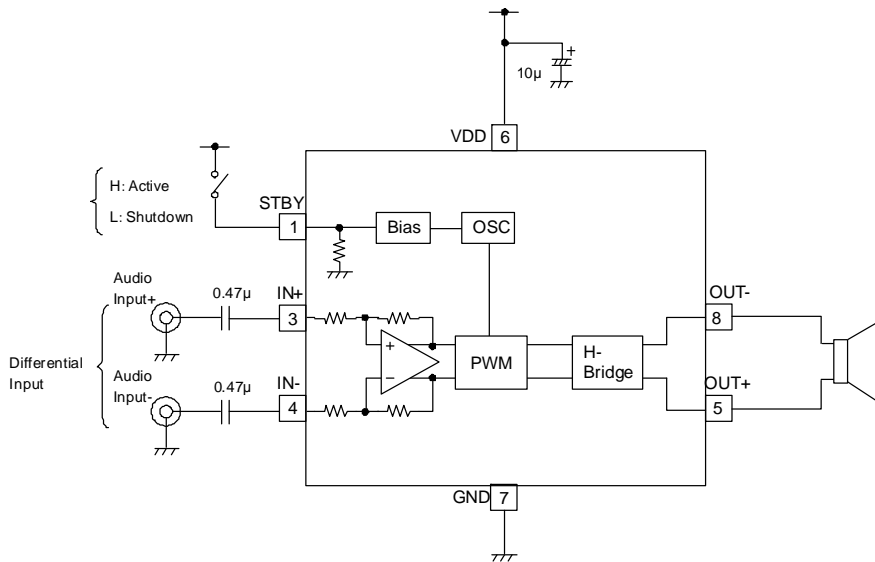 +
10μ
VDD
6
H: Active
L: Shutdown
STBY
1
Bias
OSC
Audio
Input+
0.47μ
IN+
3
OUT-
8
Differential
Input
+
−
PWM
H-
Bridge
Audio
Input-
0.47μ
IN-
4
OUT+
5
GND
7